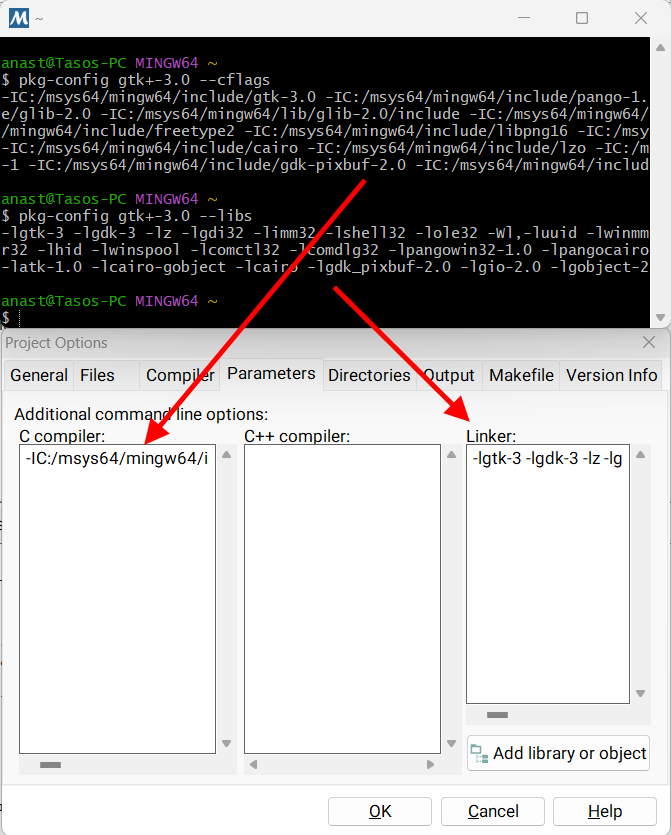 ~
anast@Tasos-PC MINGW64 ~
$ pkg-config gtk+-3.0 --cflags
-IC:/msys64/mingw64/include/gtk-3.0 -IC:/msys64/mingw64/include/pango-1.
e/glib-2.0 -IC:/msys64/mingw64/lib/glib-2.0/include -IC:/msys64/mingw64/
/mingw64/include/freetype2 -IC:/msys64/mingw64/include/libpng16 -IC:/msy
-IC:/msys64/mingw64/include/cairo -IC:/msys64/mingw64/include/lzo -IC:/m
-1 -IC:/msys64/mingw64/include/gdk-pixbuf-2.0 -IC:/msys64/mingw64/includ
anast@Tasos-PC MINGW64 ~
$ pkg-config gtk+-3.0 --libs
-lgtk-3 -lgdk-3 -lz -lgdi32 -limm32 -lshell32 -lole32 -Wl,-luuid -lwinmm
r32 -lhid -lwinspool -lcomctl32 -lcomdlg32 -lpangowin32-1.0 -lpangocairo
-latk-1.0 -lcairo-gobject -lcairo -lgdk_pixbuf-2.0 -lgio-2.0 -lgobject-2
anast@Tasos-PC MINGW64 ~
$
Project Options
General Files Compiler Parameters Directories Output Makefile Version Info
Additional command line options:
C compiler: C++ compiler: Linker:
-IC:/msys64/mingw64/i -lgtk-3 -lgdk-3 -lz -lg
Add library or object
OK Cancel Help